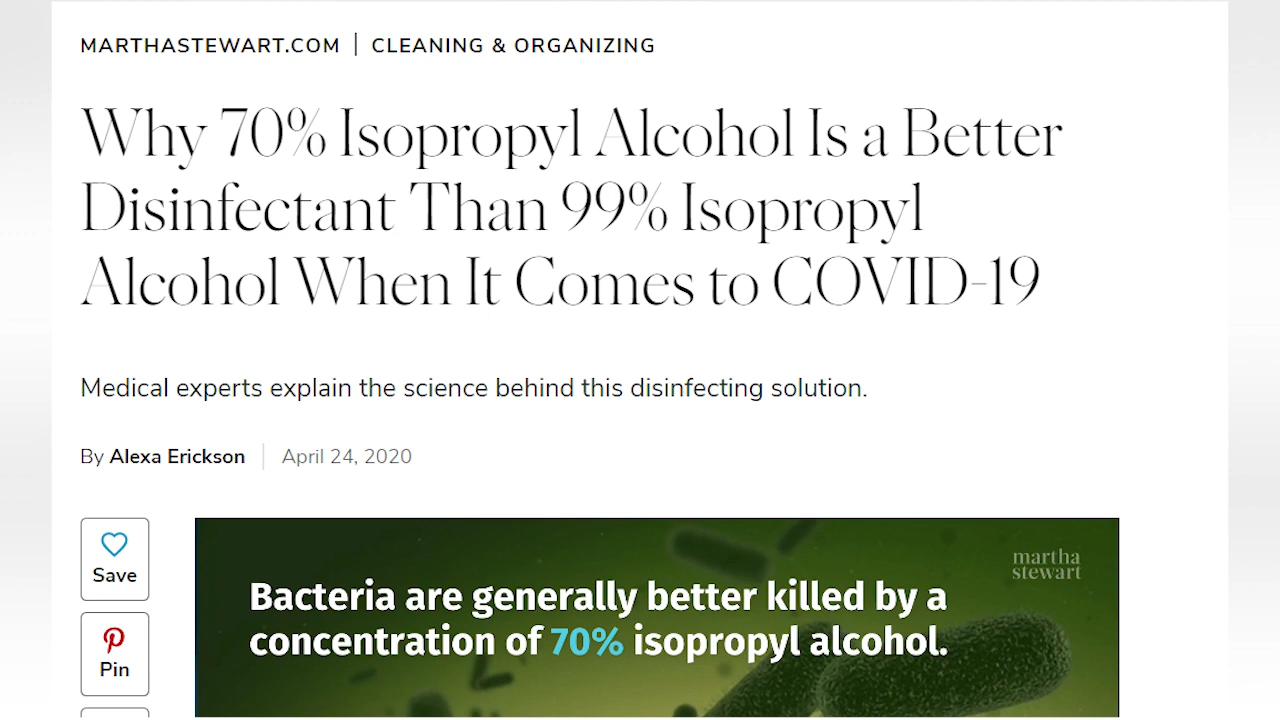 MARTHASTEWART.COM | CLEANING & ORGANIZING
Why 70% Isopropyl Alcohol Is a Better
Disinfectant Than 99% Isopropyl
Alcohol When It Comes to COVID-19
Medical experts explain the science behind this disinfecting solution.
By Alexa Erickson | April 24, 2020
Save
Pin
martha
stewart
Bacteria are generally better killed by a
concentration of 70% isopropyl alcohol.